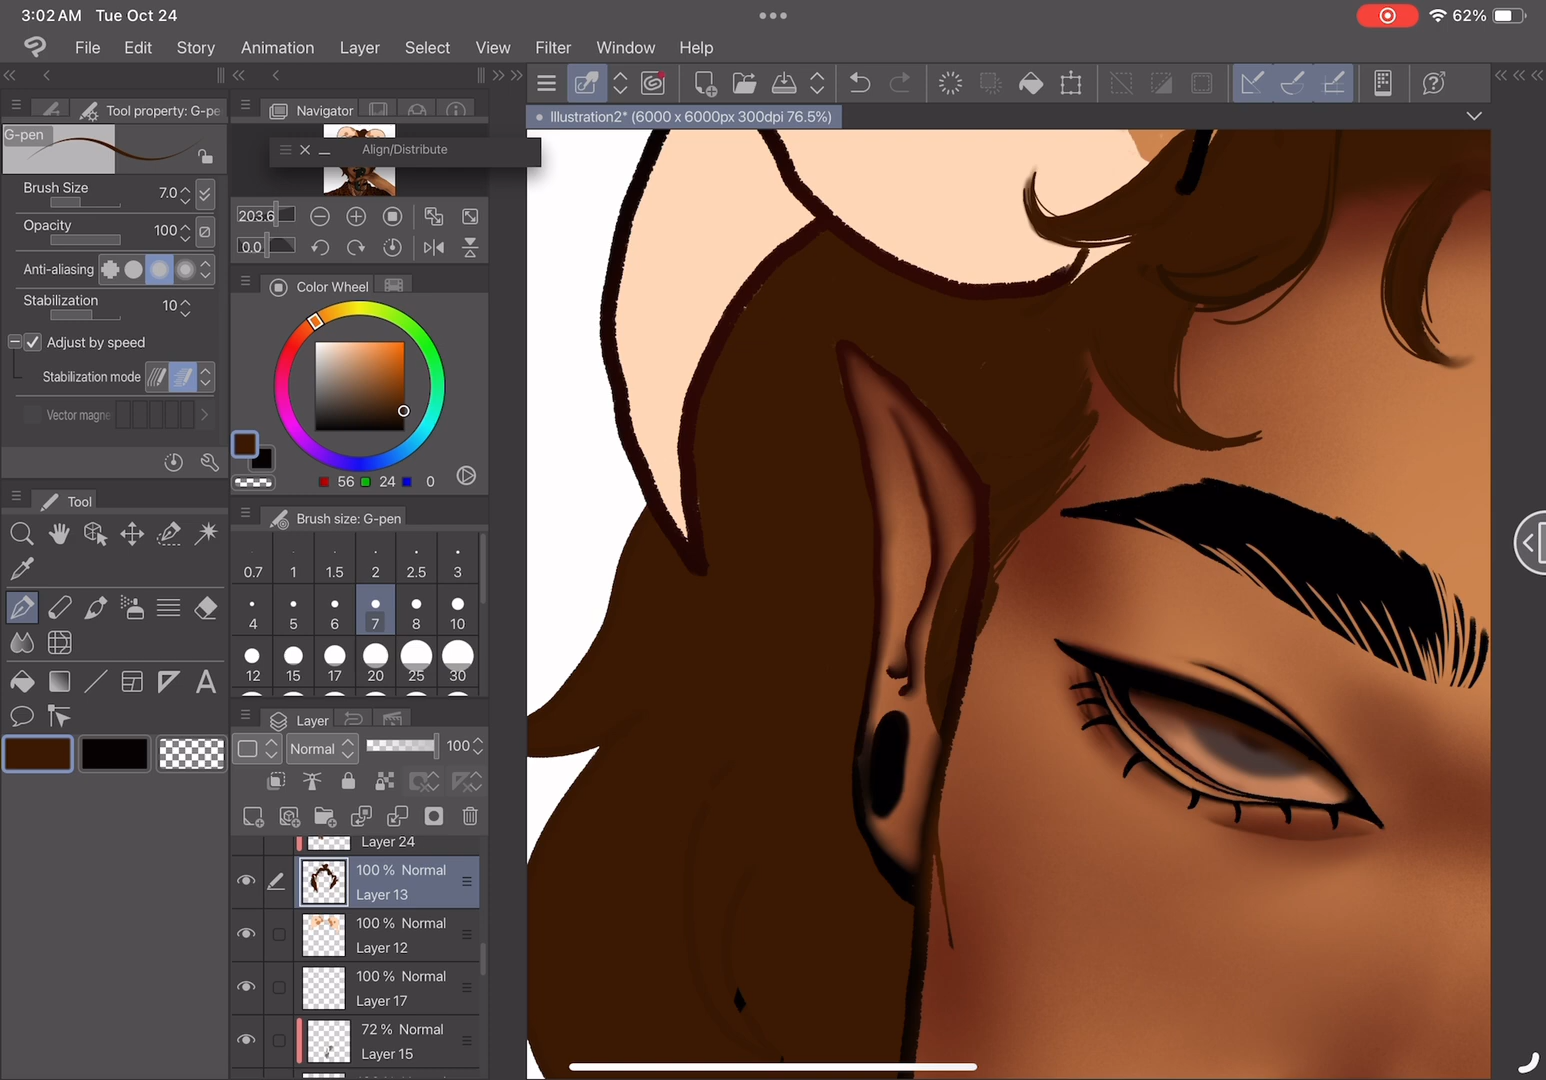 3:02 AM Tue Oct 24
62%
File Edit Story Animation Layer Select View Filter Window Help
Tool property: G-pe
Navigator
Illustration2* (6000 x 6000px 300dpi 76.5%)
G-pen
Align/Distribute
Brush Size 7.0
203.6
Opacity 100
0.0
Anti-aliasing
Color Wheel
Stabilization 10
Adjust by speed
Stabilization mode
Vector magne
56 24 0
Tool
Brush size: G-pen
0.7 1 1.5 2 2.5 3
4 5 6 7 8 10
12 15 17 20 25 30
A
Layer
Normal 100
Layer 24
100 % Normal
Layer 13
100 % Normal
Layer 12
100 % Normal
Layer 17
72 % Normal
Layer 15